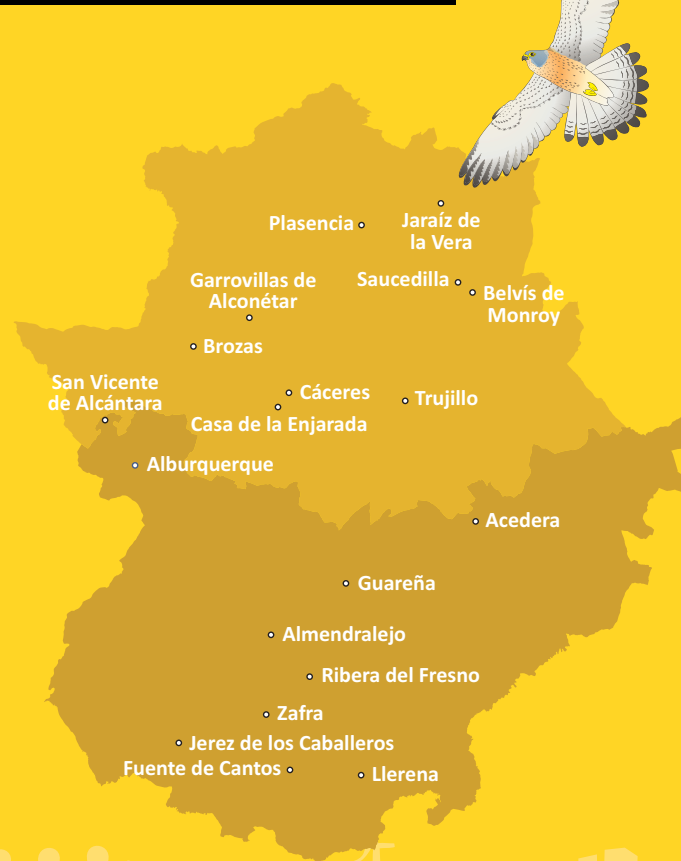 Plasencia
Jaraíz de
la Vera
Garrovillas de
Alconétar
Saucedilla
Belvís de
Monroy
Brozas
San Vicente
de Alcántara
Cáceres
Trujillo
Casa de la Enjarada
Alburquerque
Acedera
Guareña
Almendralejo
Ribera del Fresno
Zafra
Jerez de los Caballeros
Fuente de Cantos
Llerena